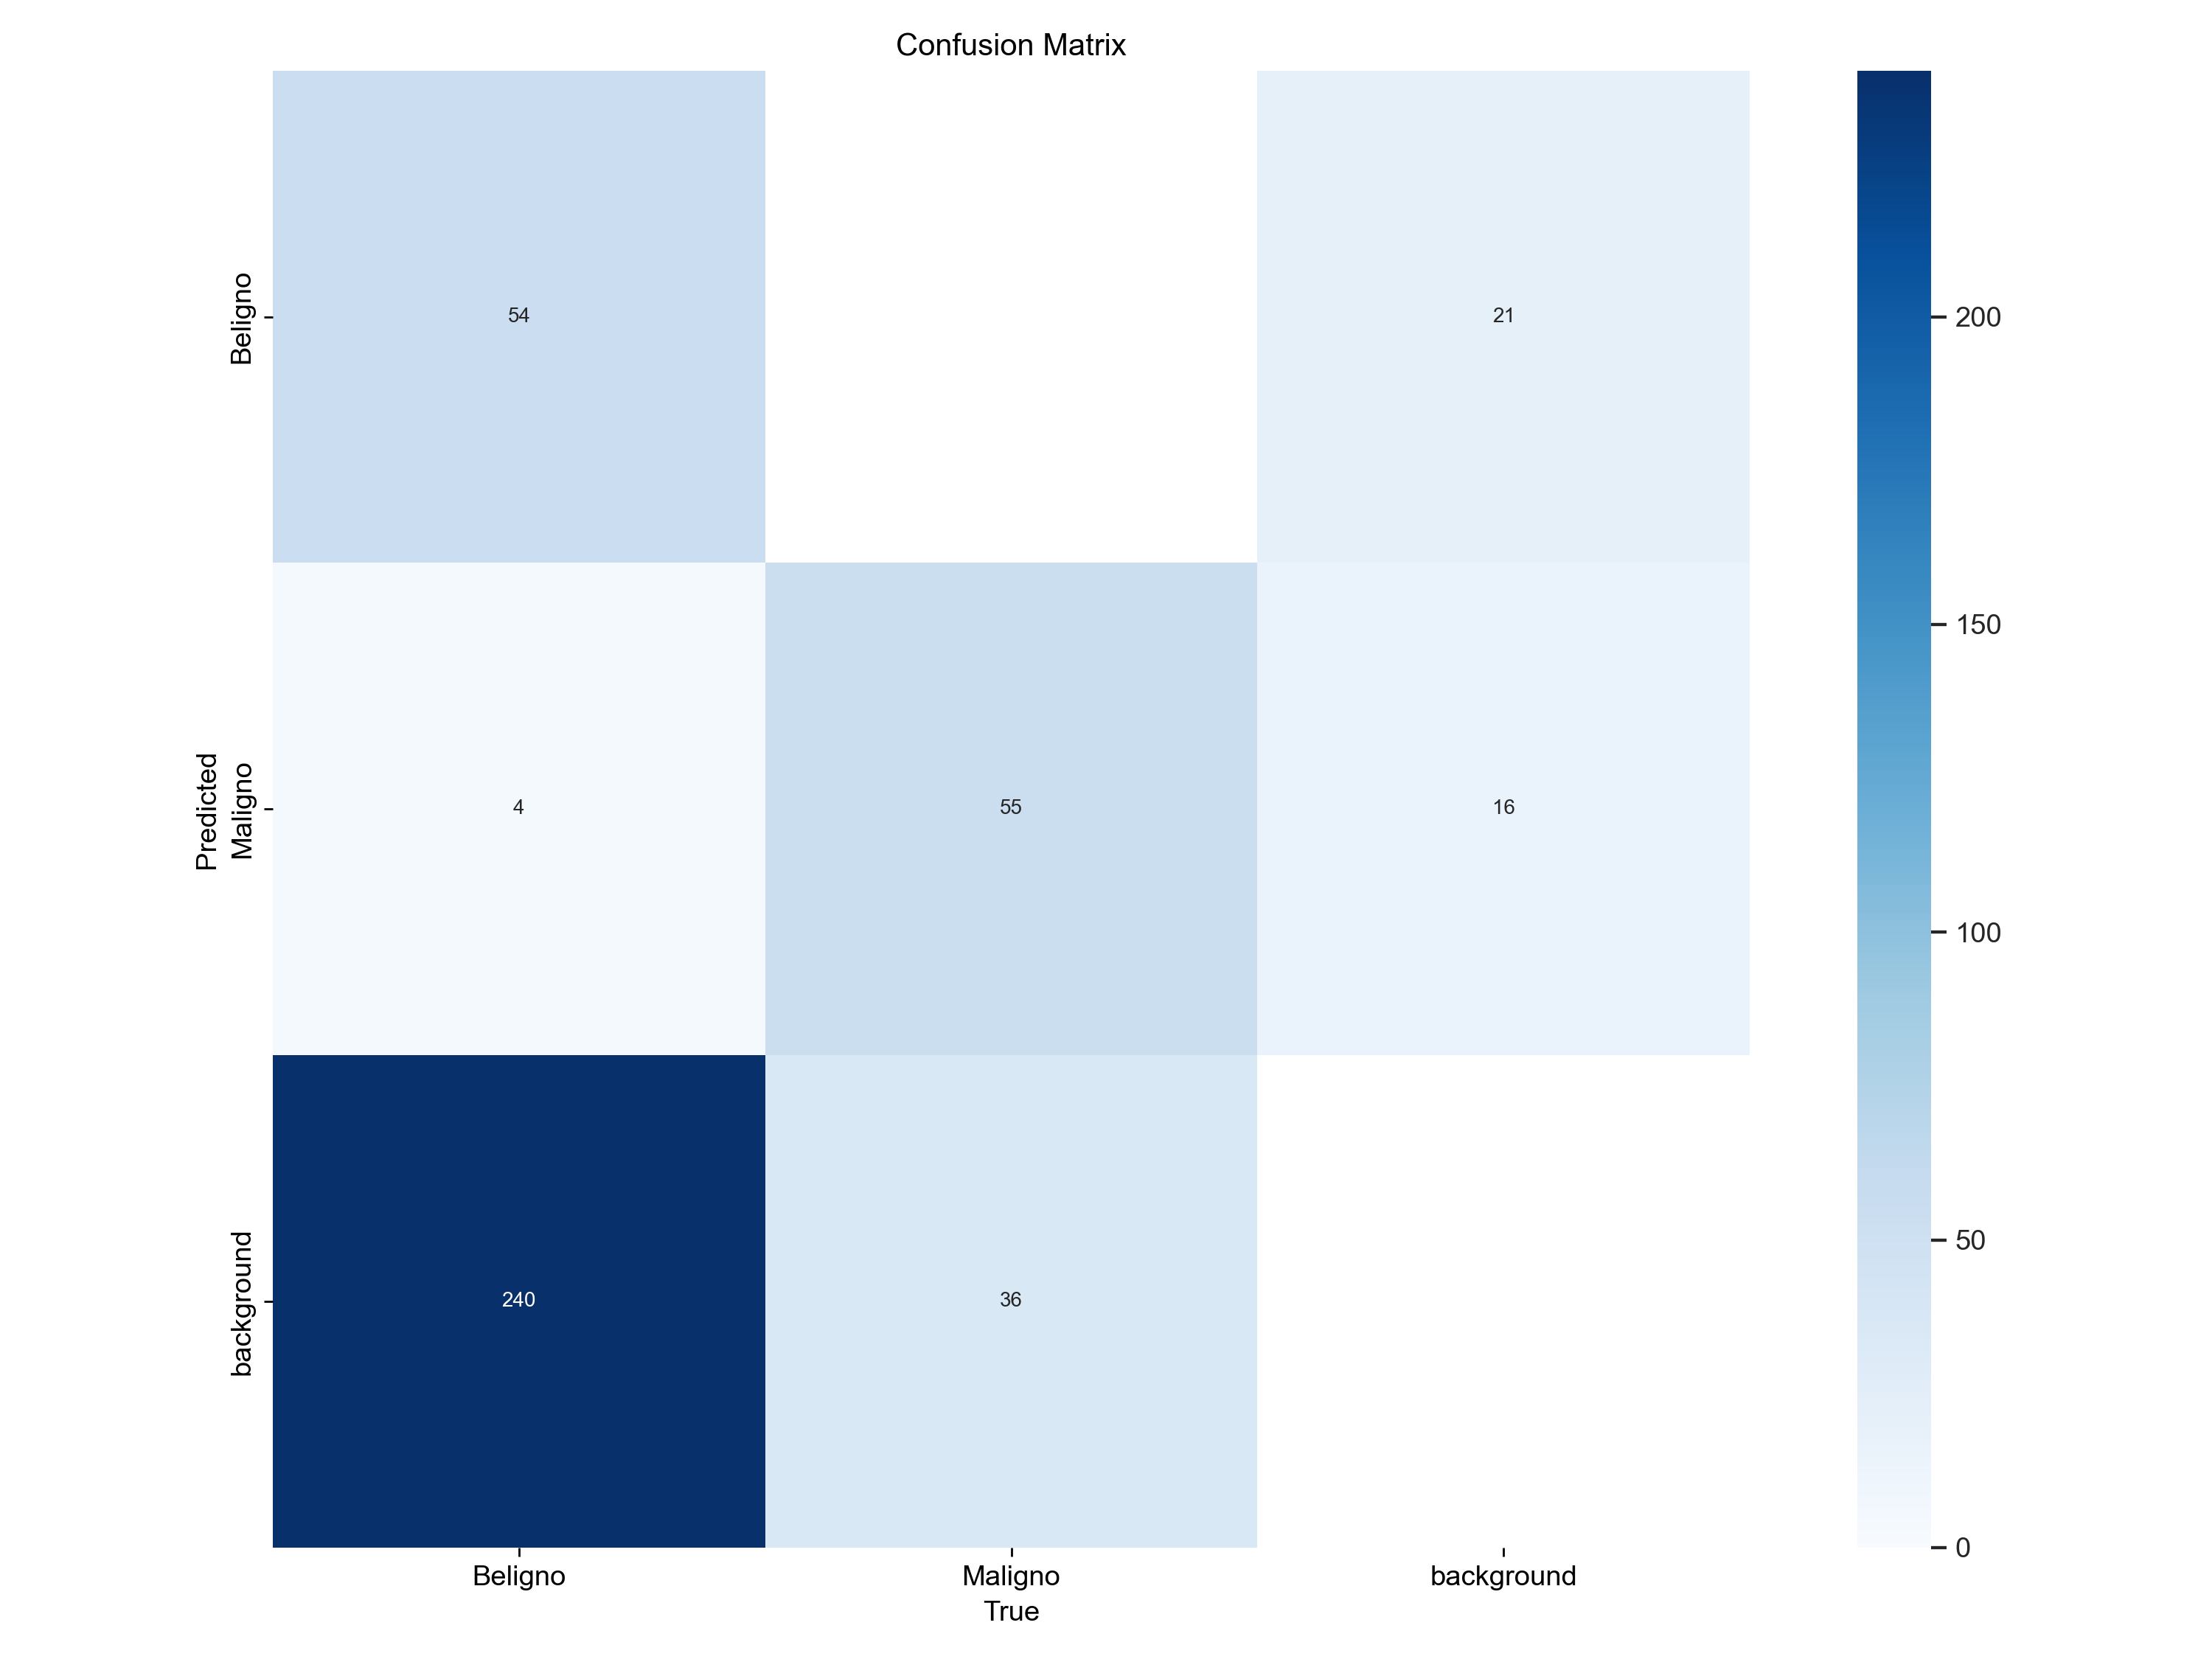 Confusion Matrix
Beligno
54
21
200
150
Predicted
Maligno
4
55
16
100
background
240
36
50
0
Beligno
Maligno
background
True